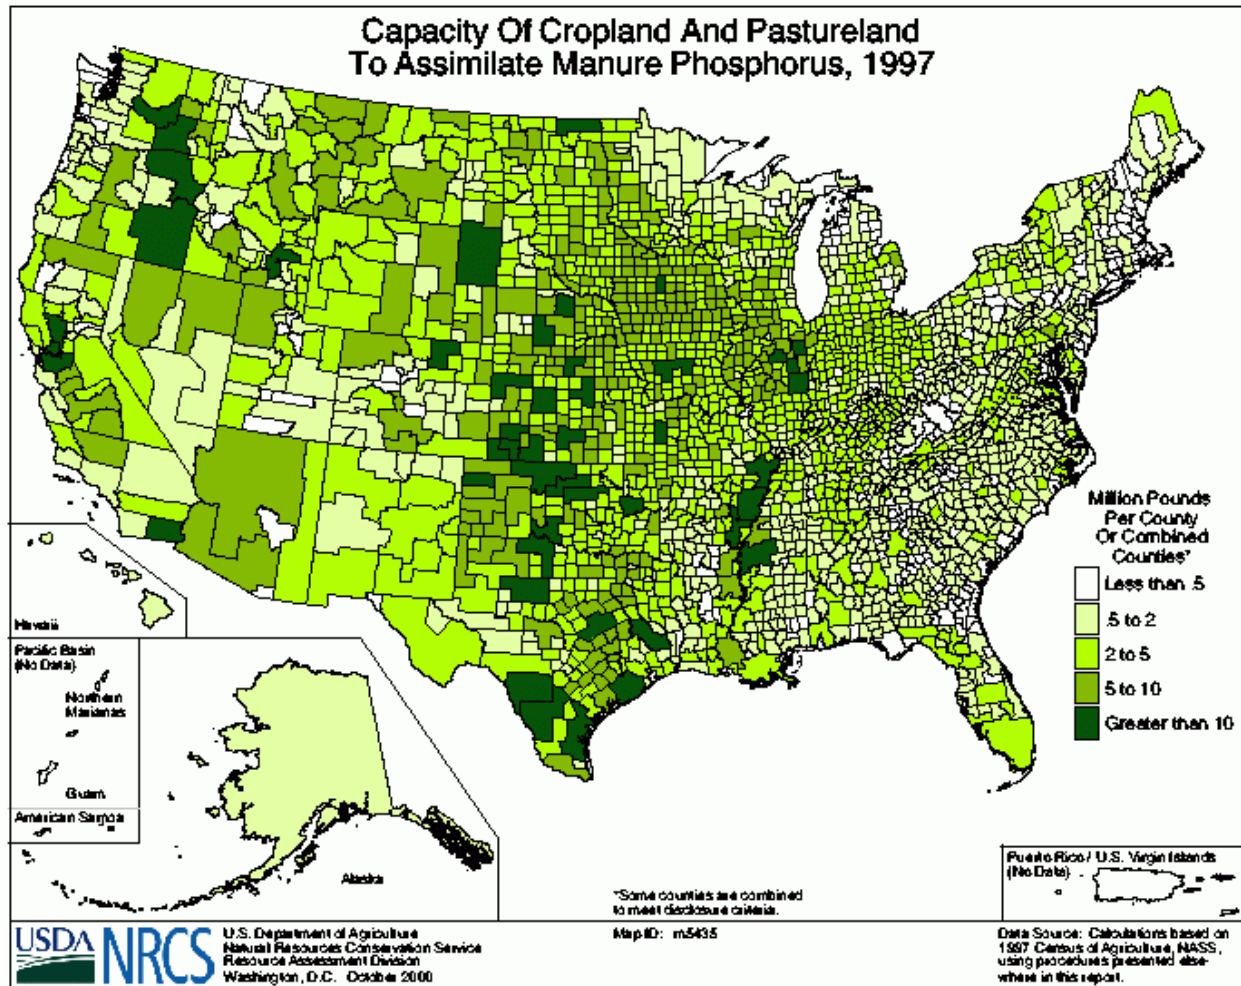 Capacity Of Cropland And Pastureland
To Assimilate Manure Phosphorus, 1997
Million Pounds
Per County
Or Combined
Counties*
Less than .5
.5 to 2
2 to 5
5 to 10
Greater than 10
Hawaii
Pacific Basin
(No Data)
Northern
Marianas
Guam
American Samoa
Alaska
*Some counties are combined
to meet disclosure criteria.
Puerto Rico / U.S. Virgin Islands
(No Data)
USDA
NRCS
U.S. Department of Agriculture
Natural Resources Conservation Service
Resource Assessment Division
Washington, D.C. October 2000
Map ID: m5435
Data Source: Calculations based on
1997 Census of Agriculture, NASS,
using procedures presented else-
where in this report.